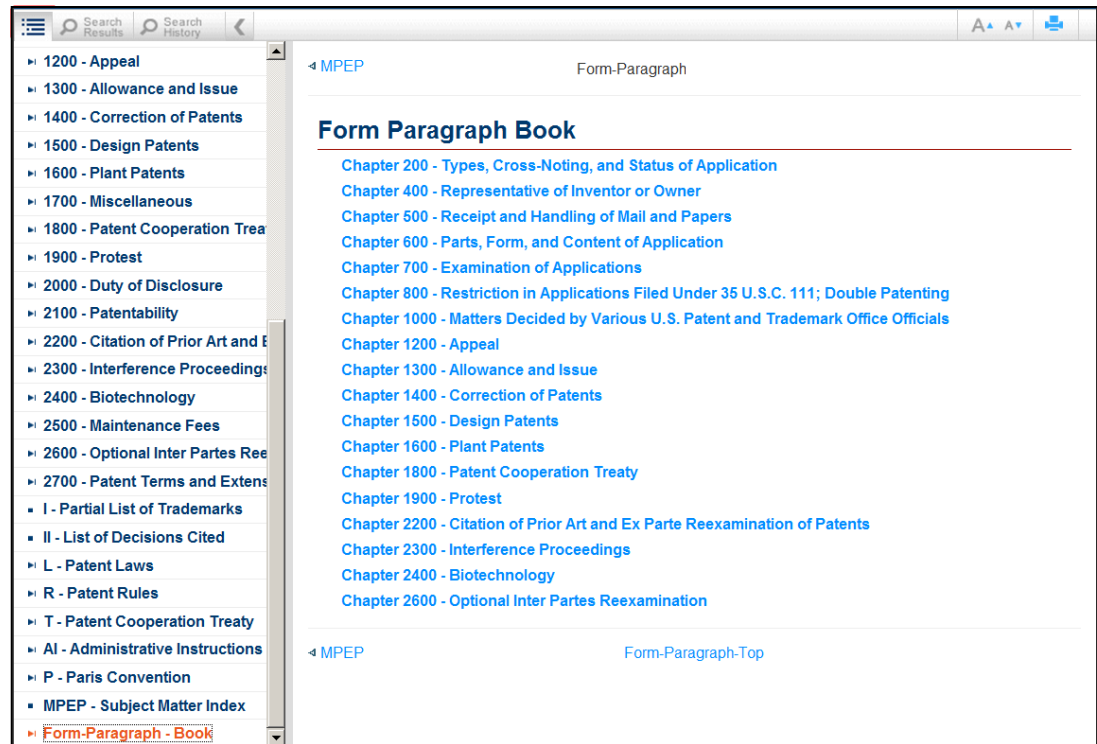 Search Results
Search History
A A
1200 - Appeal
1300 - Allowance and Issue
1400 - Correction of Patents
1500 - Design Patents
1600 - Plant Patents
1700 - Miscellaneous
1800 - Patent Cooperation Trea
1900 - Protest
2000 - Duty of Disclosure
2100 - Patentability
2200 - Citation of Prior Art and E
2300 - Interference Proceedings
2400 - Biotechnology
2500 - Maintenance Fees
2600 - Optional Inter Partes Ree
2700 - Patent Terms and Extens
I - Partial List of Trademarks
II - List of Decisions Cited
L - Patent Laws
R - Patent Rules
T - Patent Cooperation Treaty
AI - Administrative Instructions
P - Paris Convention
MPEP - Subject Matter Index
Form-Paragraph - Book
MPEP
Form-Paragraph
Form Paragraph Book
Chapter 200 - Types, Cross-Noting, and Status of Application
Chapter 400 - Representative of Inventor or Owner
Chapter 500 - Receipt and Handling of Mail and Papers
Chapter 600 - Parts, Form, and Content of Application
Chapter 700 - Examination of Applications
Chapter 800 - Restriction in Applications Filed Under 35 U.S.C. 111; Double Patenting
Chapter 1000 - Matters Decided by Various U.S. Patent and Trademark Office Officials
Chapter 1200 - Appeal
Chapter 1300 - Allowance and Issue
Chapter 1400 - Correction of Patents
Chapter 1500 - Design Patents
Chapter 1600 - Plant Patents
Chapter 1800 - Patent Cooperation Treaty
Chapter 1900 - Protest
Chapter 2200 - Citation of Prior Art and Ex Parte Reexamination of Patents
Chapter 2300 - Interference Proceedings
Chapter 2400 - Biotechnology
Chapter 2600 - Optional Inter Partes Reexamination
MPEP
Form-Paragraph-Top